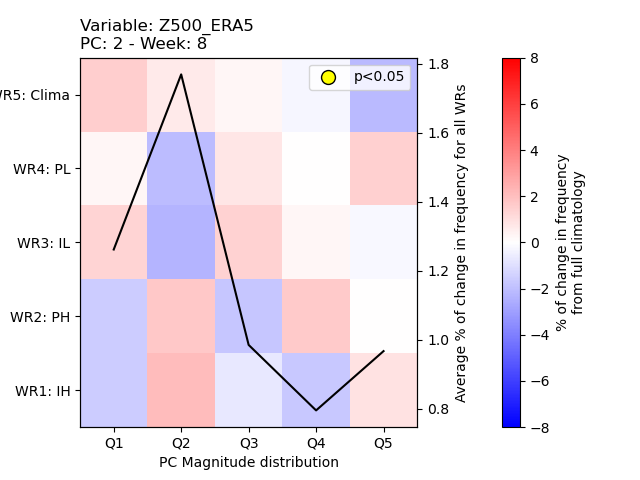 Variable: Z500_ERA5
PC: 2 - Week: 8
p<0.05
WR5: Clima
WR4: PL
WR3: IL
WR2: PH
WR1: IH
Q1 Q2 Q3 Q4 Q5
PC Magnitude distribution
1.8
1.6
1.4
1.2
1.0
0.8
Average % of change in frequency for all WRs
8
6
4
2
0
−2
−4
−6
−8
% of change in frequency
from full climatology